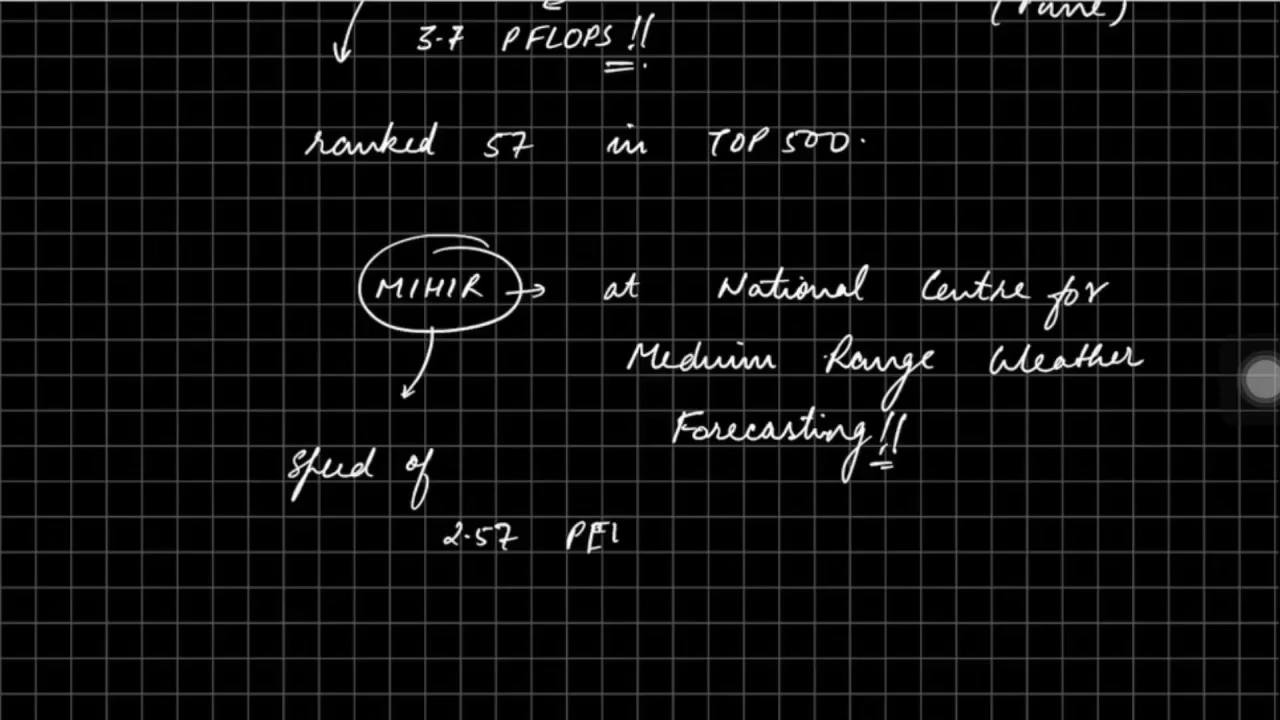 (Pune)
3.7 PFLOPS!!
ranked 57 in TOP 500.
MIHIR → at National Centre for
Medium Range Weather
Forecasting!!
Speed of
2.57 PFL